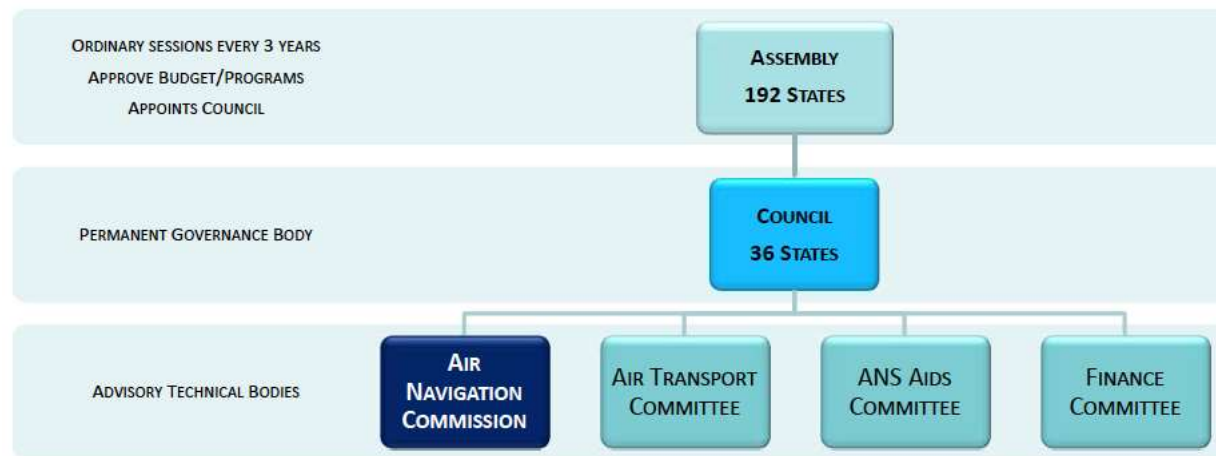 Ordinary sessions every 3 years
Approve Budget/Programs
Appoints Council
Assembly
192 States
Permanent Governance Body
Council
36 States
Advisory Technical Bodies
Air
Navigation
Commission
Air Transport
Committee
ANS Aids
Committee
Finance
Committee